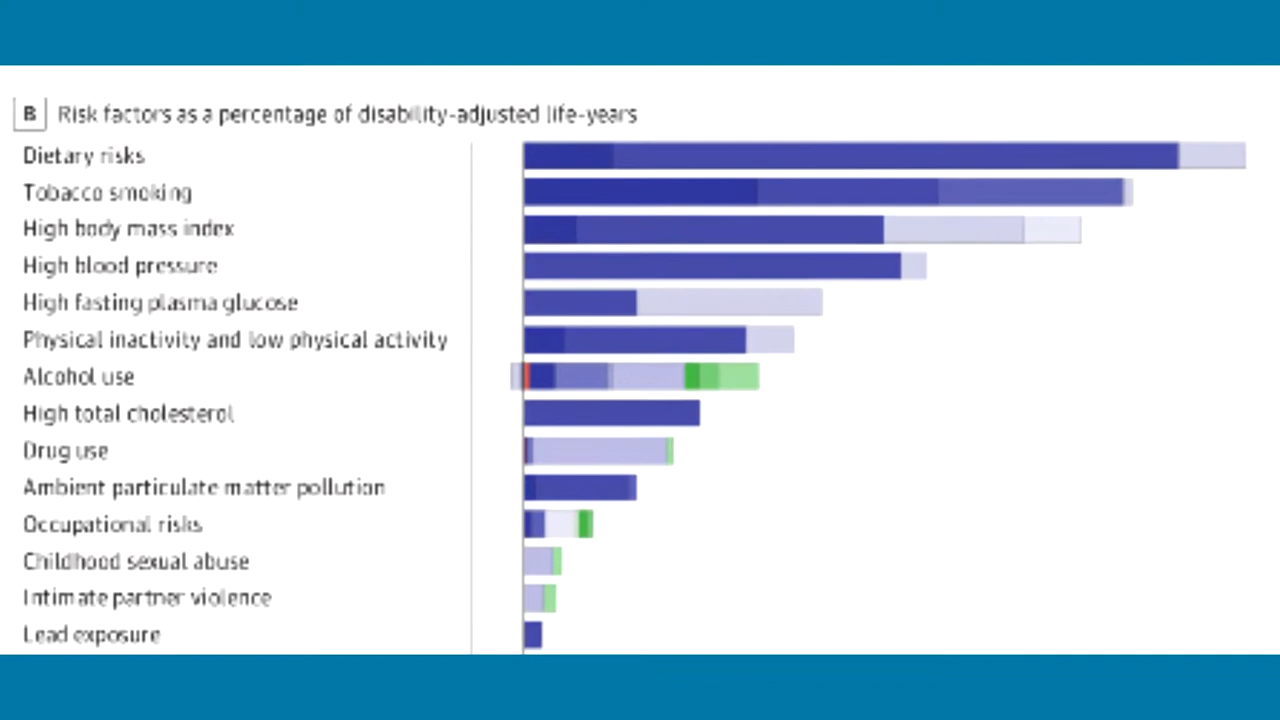 B Risk factors as a percentage of disability-adjusted life-years
Dietary risks
Tobacco smoking
High body mass index
High blood pressure
High fasting plasma glucose
Physical inactivity and low physical activity
Alcohol use
High total cholesterol
Drug use
Ambient particulate matter pollution
Occupational risks
Childhood sexual abuse
Intimate partner violence
Lead exposure